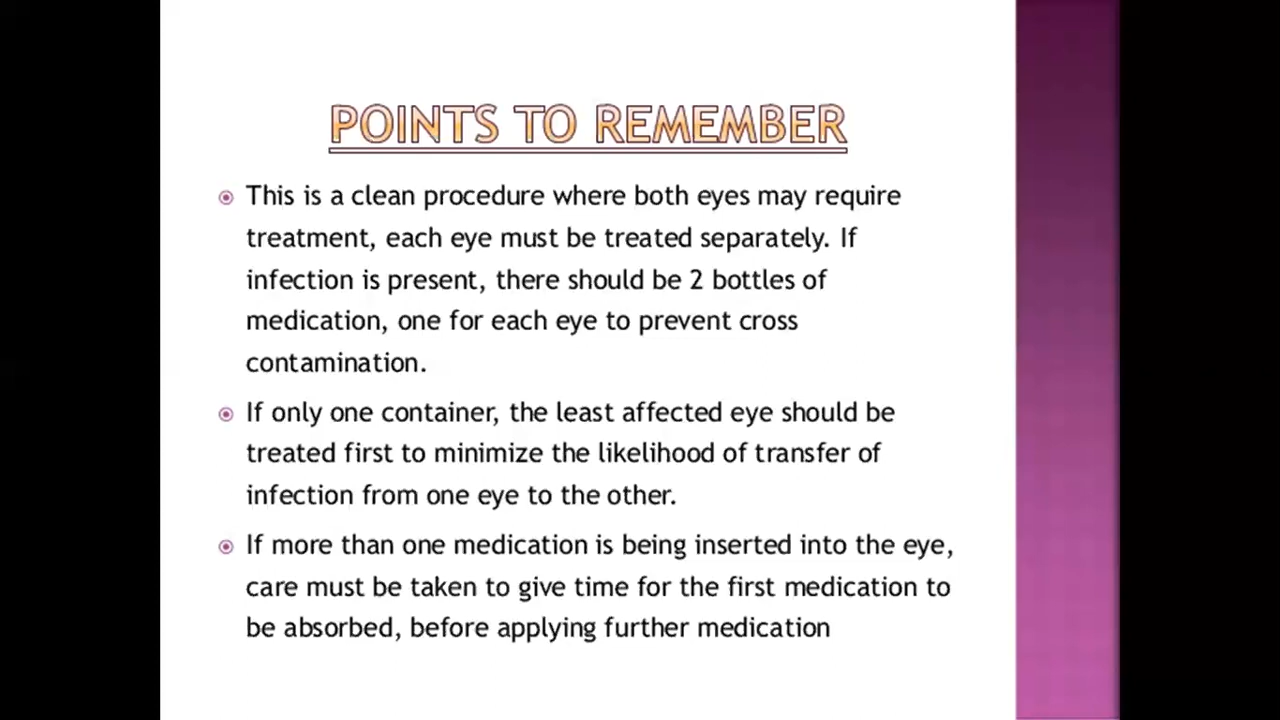 POINTS TO REMEMBER
This is a clean procedure where both eyes may require
treatment, each eye must be treated separately. If
infection is present, there should be 2 bottles of
medication, one for each eye to prevent cross
contamination.
If only one container, the least affected eye should be
treated first to minimize the likelihood of transfer of
infection from one eye to the other.
If more than one medication is being inserted into the eye,
care must be taken to give time for the first medication to
be absorbed, before applying further medication